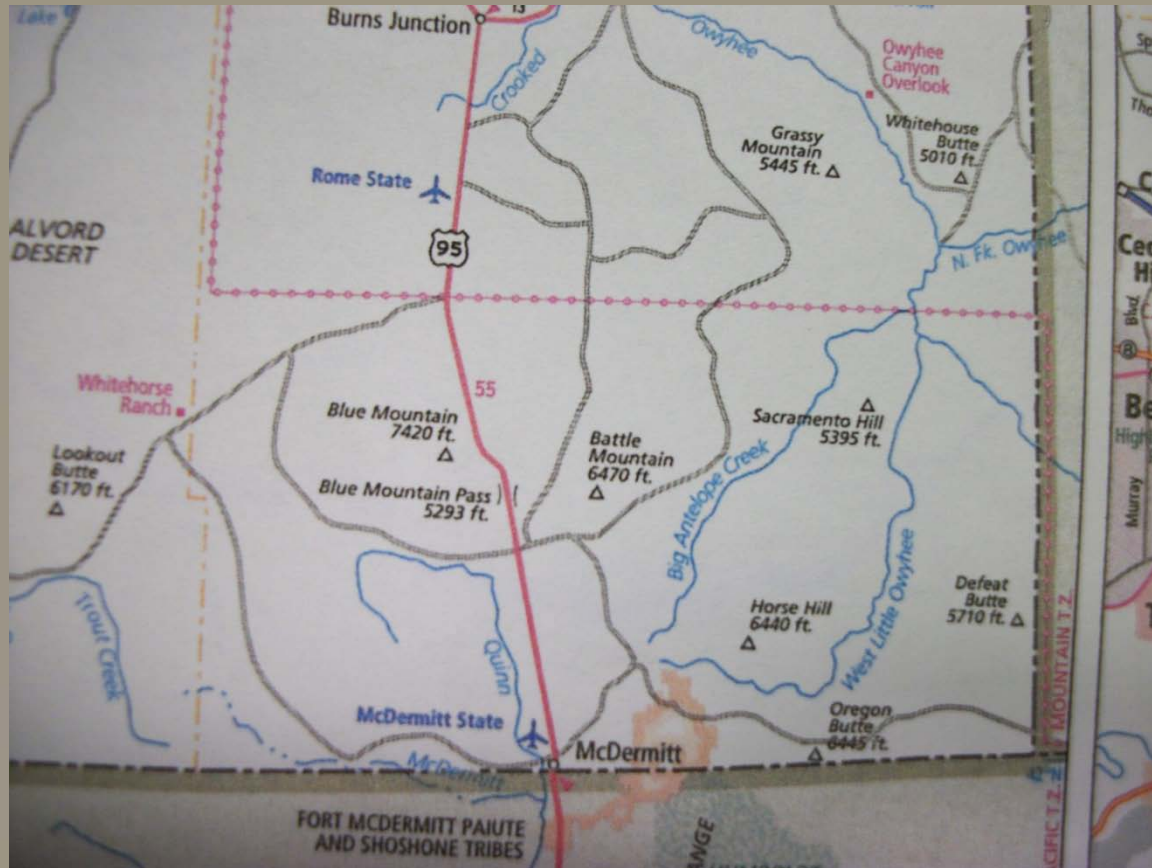 Lake
Burns Junction
13
Crooked
Owyhee
Owyhee
Canyon
Overlook
Sp
Grassy
Mountain
5445 ft.
Whitehouse
Butte
5010 ft.
Rome State
95
ALVORD
DESERT
N. Fk. Owyhee
Whitehorse
Ranch
55
Blue Mountain
7420 ft.
Sacramento Hill
5395 ft.
Battle
Mountain
6470 ft.
Lookout
Butte
6170 ft.
Blue Mountain Pass
5293 ft.
Big Antelope Creek
Murray
8
Trout Creek
Quinn
Horse Hill
6440 ft.
West Little Owyhee
Defeat
Butte
5710 ft.
MOUNTAIN T.Z.
McDermitt State
McDermitt
Oregon
Butte
6445 ft.
McDermitt
FORT MCDERMITT PAIUTE
AND SHOSHONE TRIBES